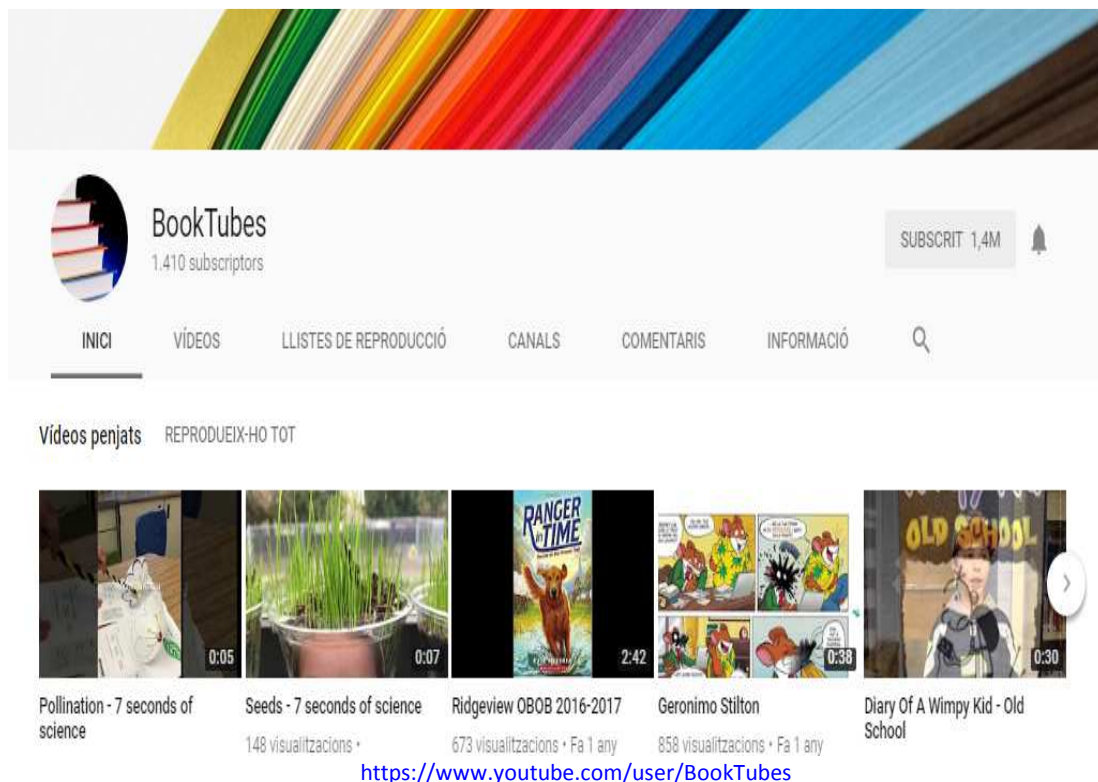 BookTubes
1.410 subscriptors
SUBSCRIT 1,4M
INICI
VÍDEOS
LLISTES DE REPRODUCCIÓ
CANALS
COMENTARIS
INFORMACIÓ
Vídeos penjats
REPRODUEIX-HO TOT
0:05
0:07
RANGER
in TIME
2:42
0:38
OLD SCHOOL
0:30
Pollination - 7 seconds of
science
Seeds - 7 seconds of science
148 visualitzacions •
Ridgeview OBOB 2016-2017
673 visualitzacions • Fa 1 any
Geronimo Stilton
858 visualitzacions • Fa 1 any
Diary Of A Wimpy Kid - Old
School
https://www.youtube.com/user/BookTubes